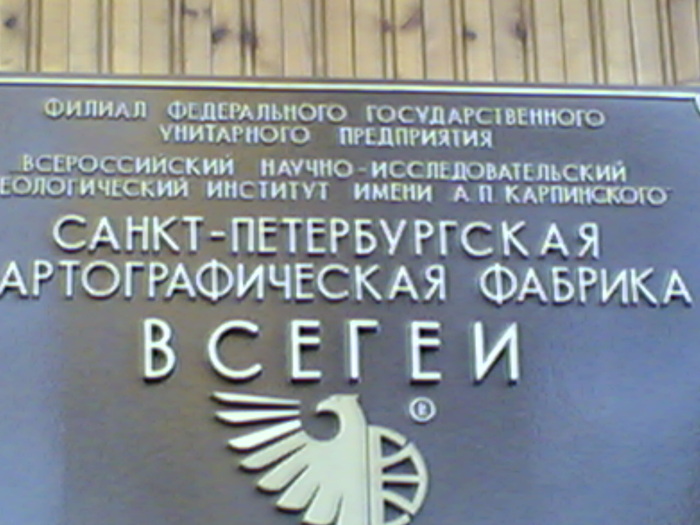 ФИЛИАЛ ФЕДЕРАЛЬНОГО ГОСУДАРСТВЕННОГО
УНИТАРНОГО ПРЕДПРИЯТИЯ
ВСЕРОССИЙСКИЙ НАУЧНО-ИССЛЕДОВАТЕЛЬСКИЙ
ЕОЛОГИЧЕСКИЙ ИНСТИТУТ ИМЕНИ А.П. КАРПИНСКОГО
САНКТ-ПЕТЕРБУРГСКАЯ
АРТОГРАФИЧЕСКАЯ ФАБРИКА
ВСЕГЕИ
®